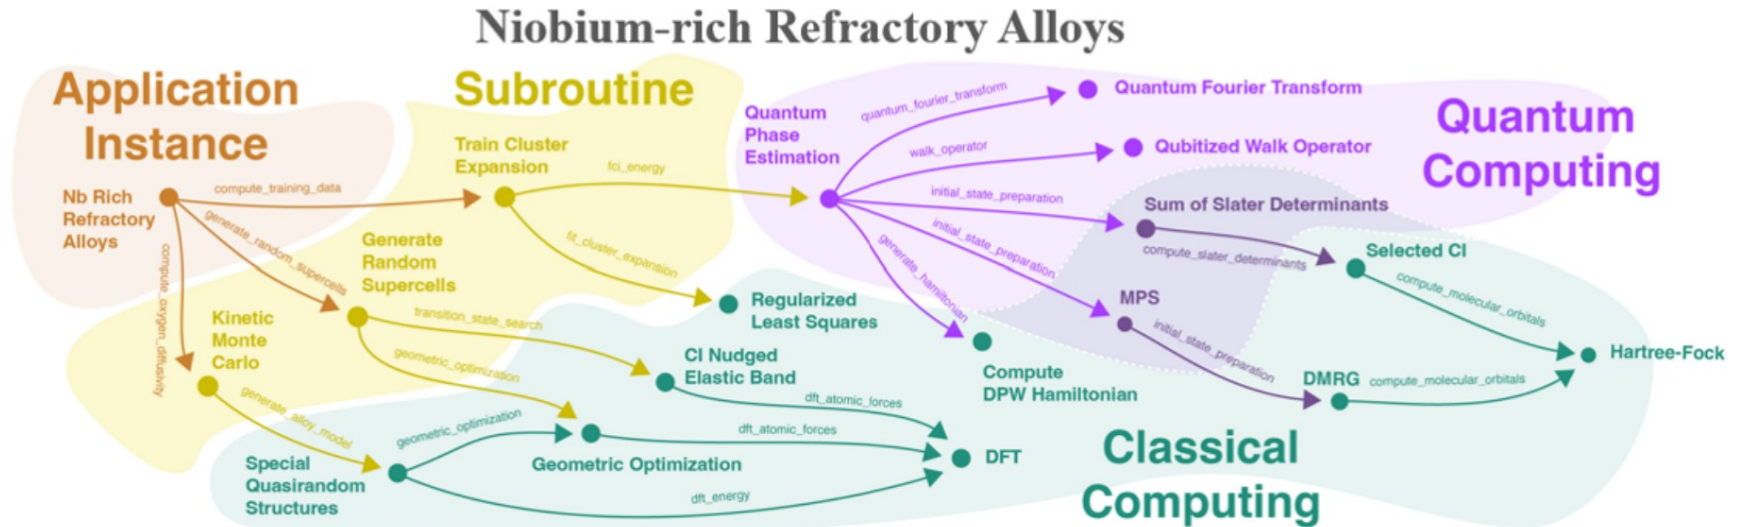 Niobium-rich Refractory Alloys
Application
Instance
Nb Rich
Refractory
Alloys
compute_training_data
generate_random_supercells
compute_oxygen_diffusivity
Subroutine
Train Cluster
Expansion
fci_energy
fit_cluster_expansion
Generate
Random
Supercells
transition_state_search
geometric_optimization
Kinetic
Monte
Carlo
generate_alloy_model
Quantum
Phase
Estimation
quantum_fourier_transform
walk_operator
initial_state_preparation
initial_state_preparation
generate_hamiltonian
Quantum Fourier Transform
Qubitized Walk Operator
Quantum
Computing
Sum of Slater Determinants
compute_slater_determinants
MPS
initial_state_preparation
Selected CI
compute_molecular_orbitals
Hartree-Fock
DMRG
compute_molecular_orbitals
Regularized
Least Squares
CI Nudged
Elastic Band
dft_atomic_forces
Compute
DPW Hamiltonian
geometric_optimization
dft_atomic_forces
Geometric Optimization
DFT
Special
Quasirandom
Structures
dft_energy
Classical
Computing